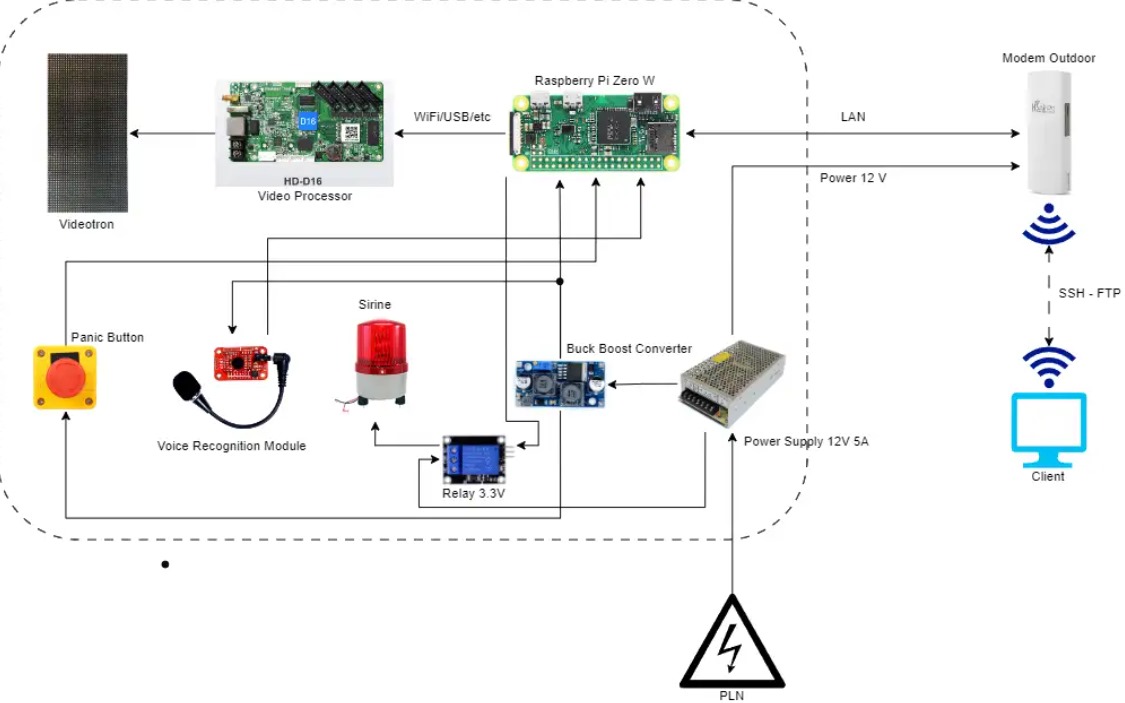 Modem Outdoor
Raspberry Pi Zero W
WiFi/USB/etc
LAN
D16
HD-D16
Video Processor
Power 12 V
Videotron
SSH - FTP
Sirine
Panic Button
Buck Boost Converter
Voice Recognition Module
Power Supply 12V 5A
Client
Relay 3.3V
PLN